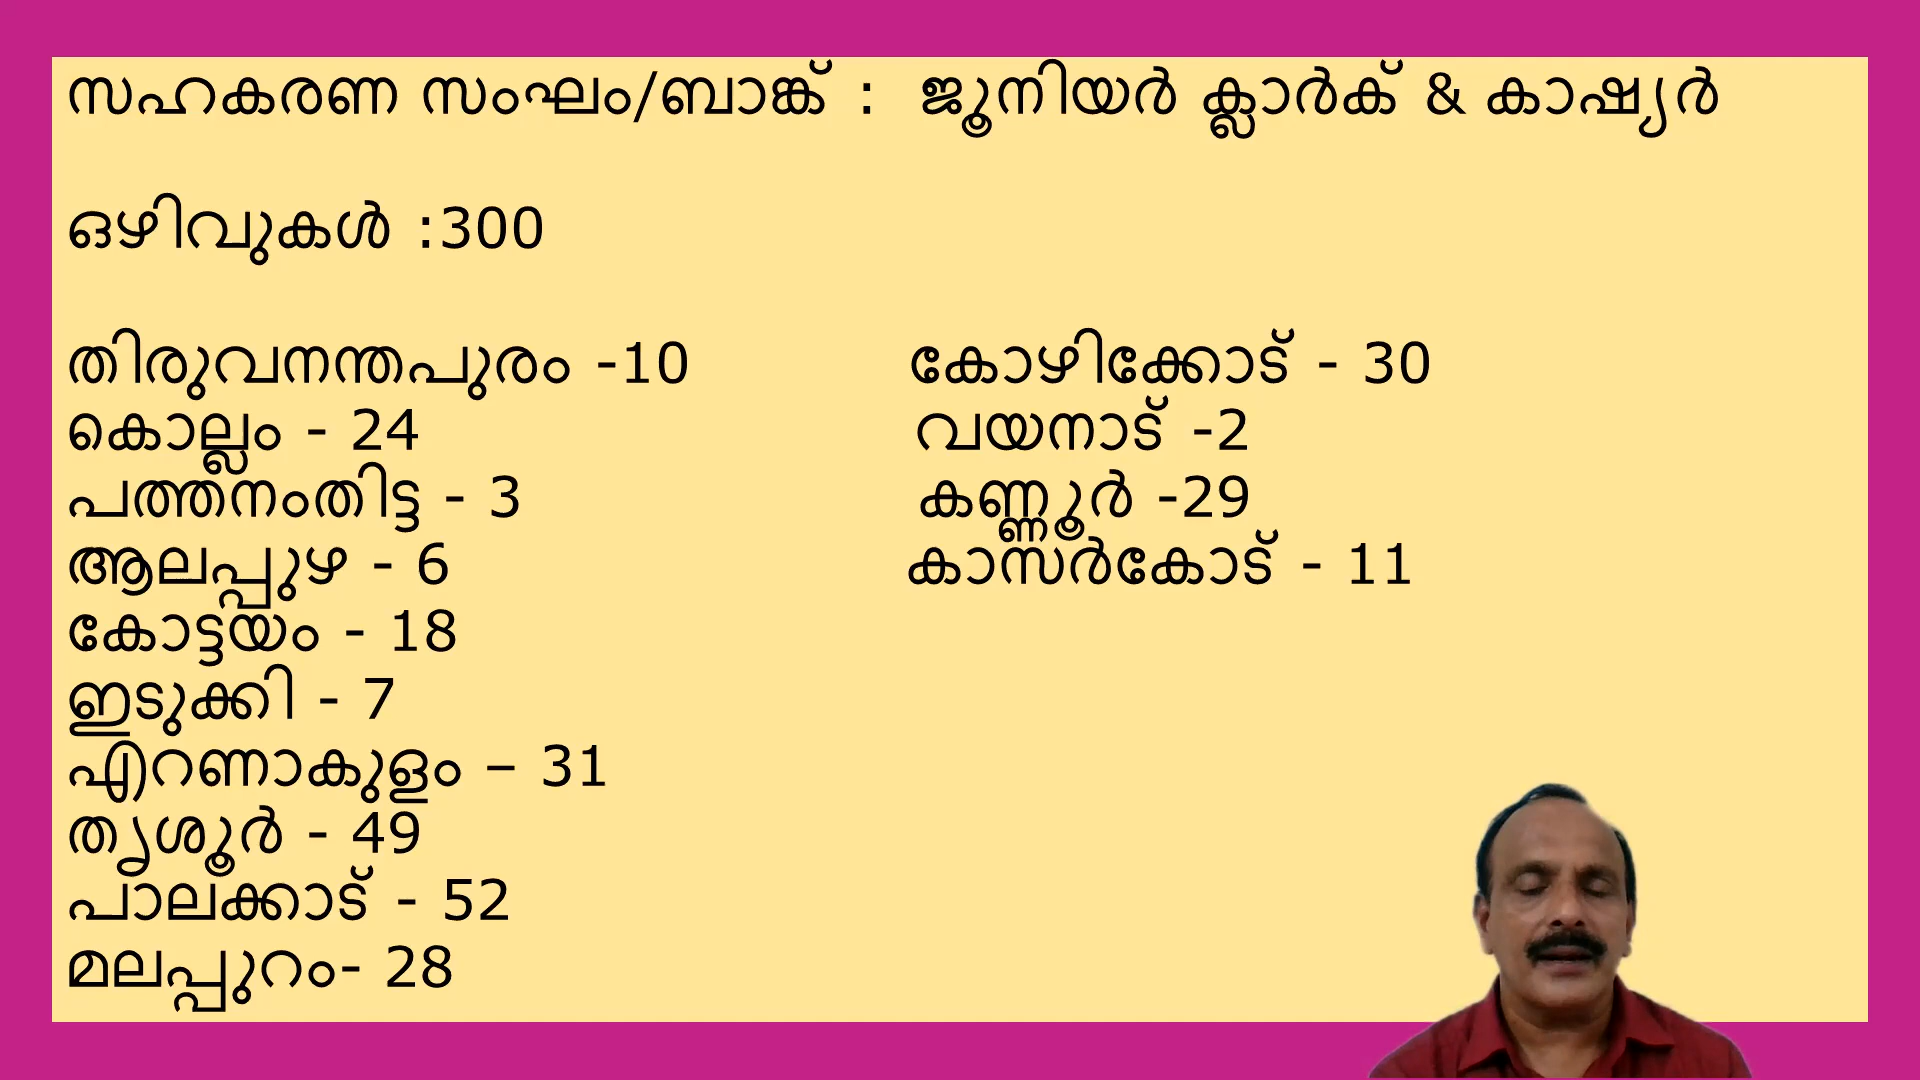 സഹകരണ സംഘം/ബാങ്ക് : ജൂനിയർ ക്ലാർക് & കാഷ്യർ
ഒഴിവുകൾ :300
തിരുവനന്തപുരം -10
കൊല്ലം - 24
പത്തനംതിട്ട - 3
ആലപ്പുഴ - 6
കോട്ടയം - 18
ഇടുക്കി - 7
എറണാകുളം – 31
തൃശൂർ - 49
പാലക്കാട് - 52
മലപ്പുറം- 28
കോഴിക്കോട് - 30
വയനാട് -2
കണ്ണൂർ -29
കാസർകോട് - 11